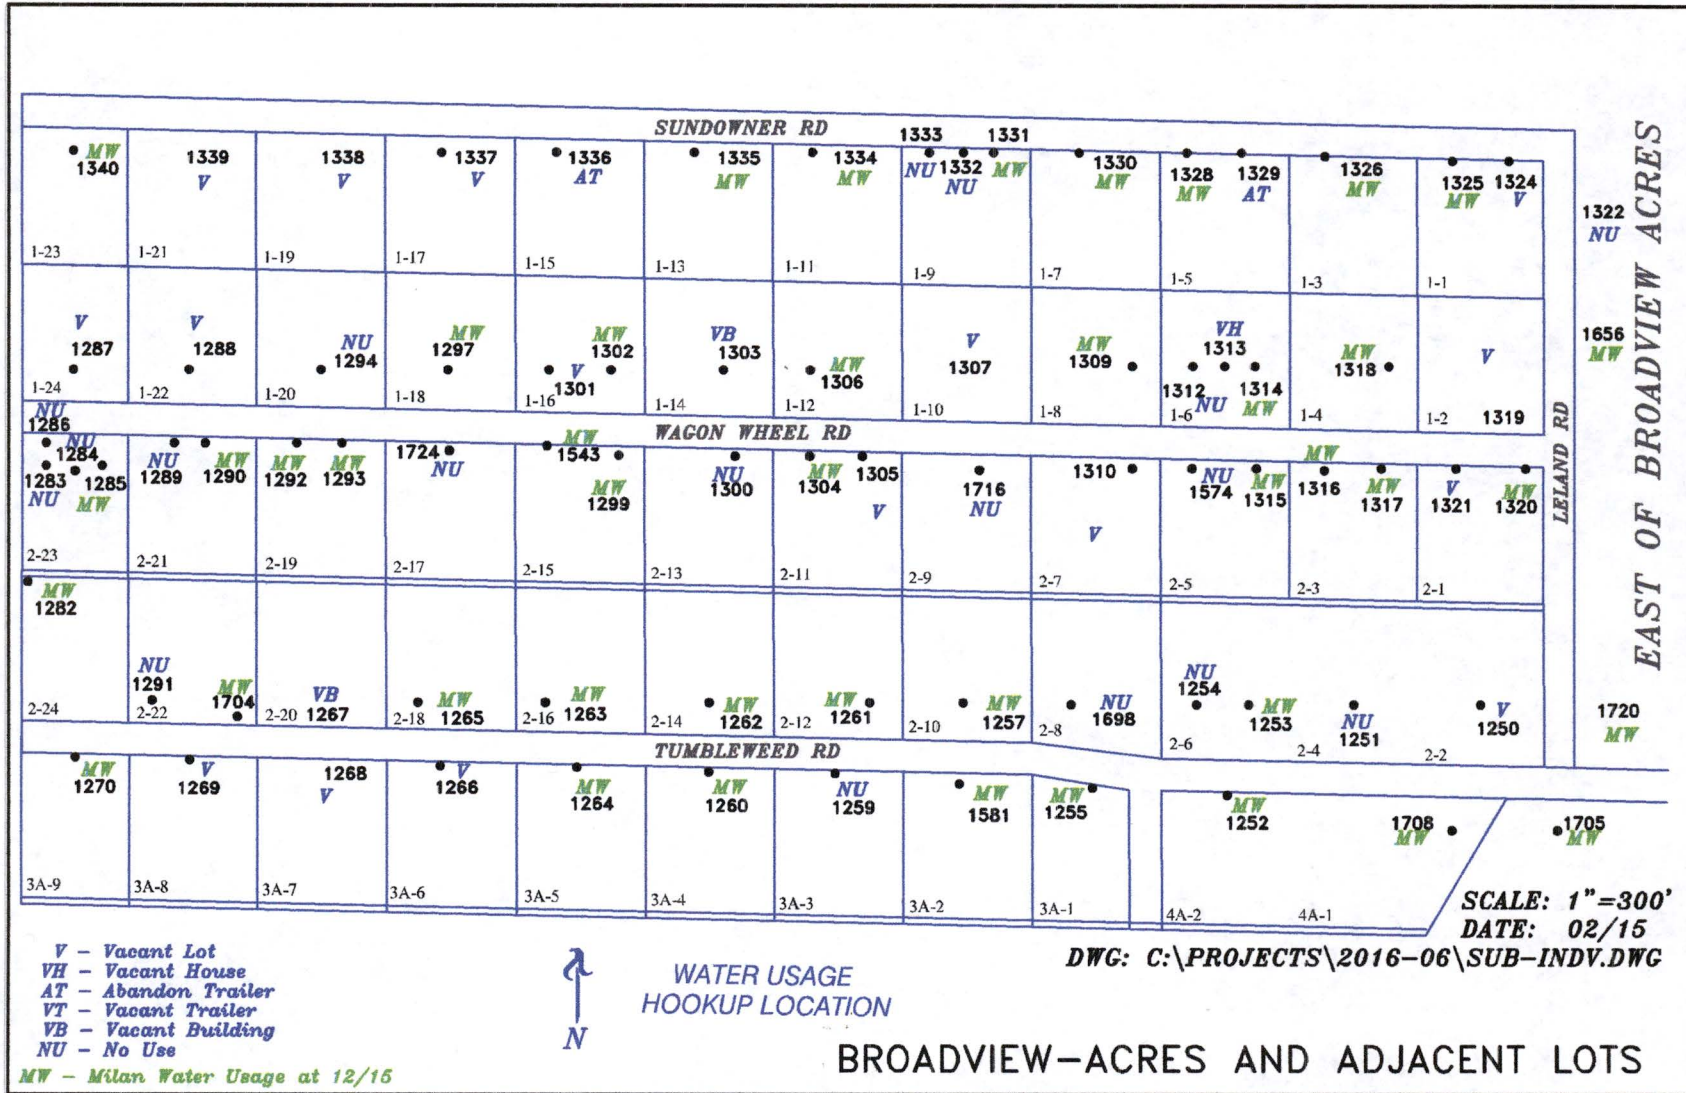 SUNDOWNER RD
1333 1331
MW 1340
1339 V
1338 V
1337 V
1336 AT
1335 MW
1334 MW
NU
1332 NU
MW
1330 MW
1328 MW
1329 AT
1326 MW
1325 MW
1324 V
1322 NU
1-23 1-21 1-19 1-17 1-15 1-13 1-11 1-9 1-7 1-5 1-3 1-1
V 1287
V 1288
NU 1294
MW 1297
V 1301
MW 1302
VB 1303
MW 1306
V 1307
MW 1309
VH 1313
1312 NU
1314 MW
MW 1318
V
1319
1656 MW
1-24 1-22 1-20 1-18 1-16 1-14 1-12 1-10 1-8 1-6 1-4 1-2
WAGON WHEEL RD
LELAND RD
EAST OF BROADVIEW ACRES
NU 1286
NU 1284
1283 NU
1285 MW
NU 1289
MW 1290
MW 1292
MW 1293
1724 NU
MW 1543
MW 1299
NU 1300
MW 1304
1305 V
1716 NU
1310 V
NU 1574
MW 1315
MW 1316
MW 1317
V 1321
MW 1320
2-23 2-21 2-19 2-17 2-15 2-13 2-11 2-9 2-7 2-5 2-3 2-1
MW 1282
NU 1291
MW 1704
VB 1267
MW 1265
MW 1263
MW 1262
MW 1261
MW 1257
NU 1698
NU 1254
MW 1253
NU 1251
V 1250
1720 MW
2-24 2-22 2-20 2-18 2-16 2-14 2-12 2-10 2-8 2-6 2-4 2-2
TUMBLEWEED RD
MW 1270
V 1269
1268 V
V 1266
MW 1264
MW 1260
NU 1259
MW 1581
MW 1255
MW 1252
1708 MW
1705 MW
3A-9 3A-8 3A-7 3A-6 3A-5 3A-4 3A-3 3A-2 3A-1 4A-2 4A-1
SCALE: 1"=300'
DATE: 02/15
DWG: C:\PROJECTS\2016-06\SUB-INDV.DWG
V - Vacant Lot
VH - Vacant House
AT - Abandon Trailer
VT - Vacant Trailer
VB - Vacant Building
NU - No Use
MW - Milan Water Usage at 12/15
N
WATER USAGE
HOOKUP LOCATION
BROADVIEW-ACRES AND ADJACENT LOTS